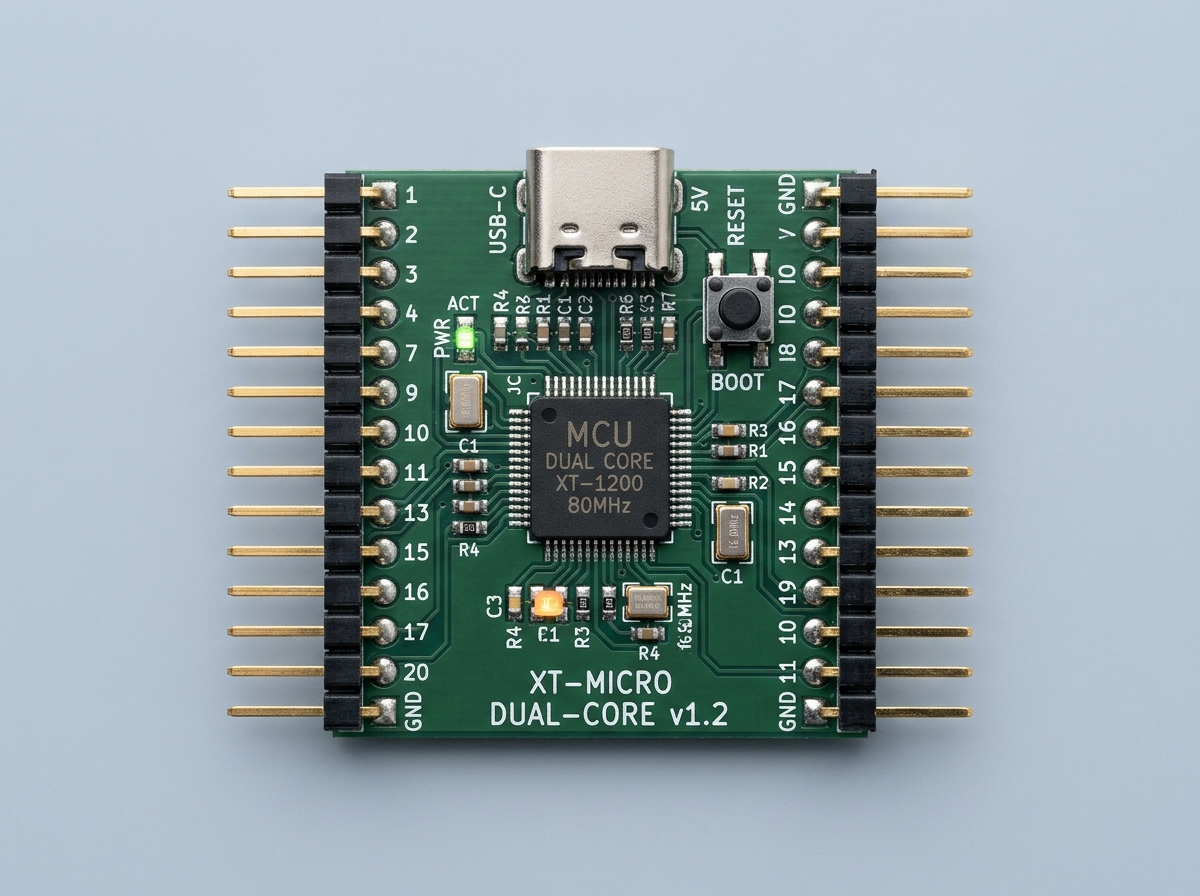 USB-C
5V
RESET
GND
1
2
V
3
IO
4
IO
ACT
PWR
R4
R1
C1
C2
R6
7
I8
BOOT
9
17
JC
10
16
C1
R3
R1
MCU
DUAL CORE
XT-1200
80MHz
11
15
R2
13
14
R4
15
13
C1
16
19
C3
R4
R3
17
10
R4
20
11
GND
GND
XT-MICRO
DUAL-CORE v1.2